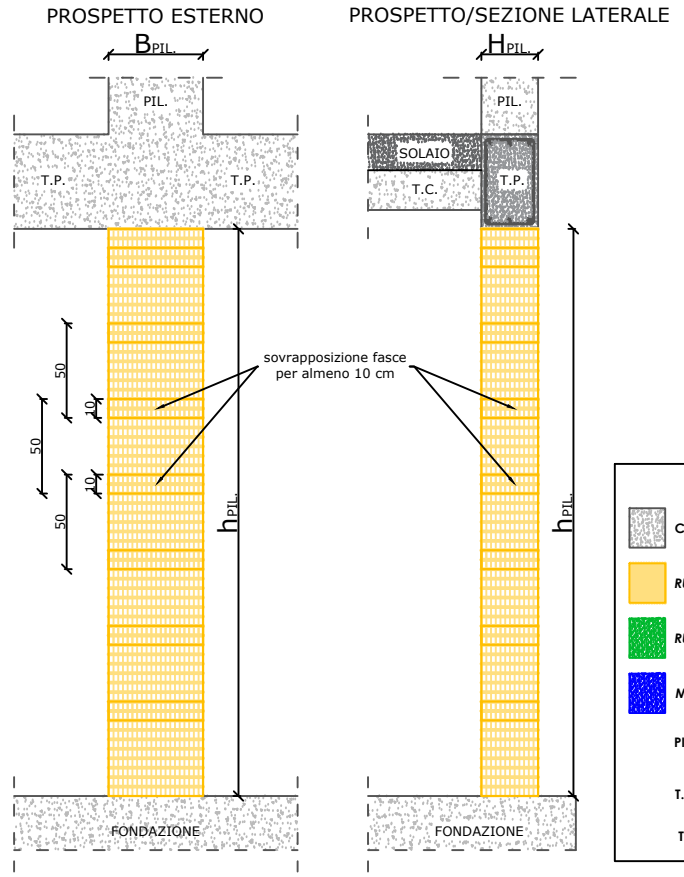 PROSPETTO ESTERNO
PROSPETTO/SEZIONE LATERALE
BPIL.
HPIL.
PIL.
PIL.
T.P.
T.P.
SOLAIO
T.C.
T.P.
sovrapposizione fasce
per almeno 10 cm
50
10
50
10
50
hPIL.
hPIL.
FONDAZIONE
FONDAZIONE
T.
T